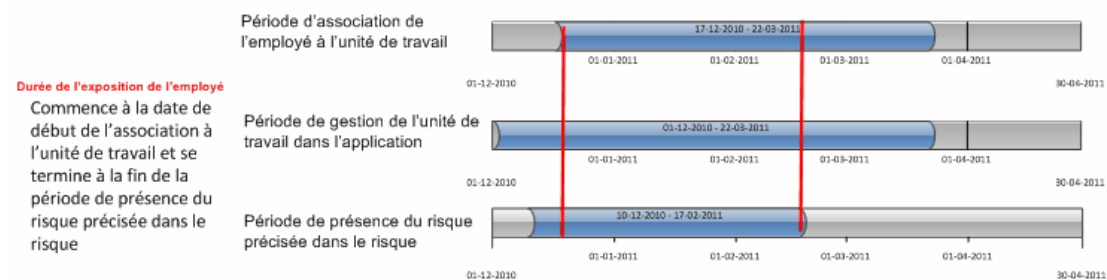 Durée de l'exposition de l'employé
Commence à la date de
début de l'association à
l'unité de travail et se
termine à la fin de la
période de présence du
risque précisée dans le
risque
Période d'association de
l'employé à l'unité de travail
17-12-2010 - 22-03-2011
01-01-2011 01-02-2011 01-03-2011 01-04-2011
01-12-2010 30-04-2011
Période de gestion de l'unité de
travail dans l'application
01-12-2010 - 22-03-2011
01-01-2011 01-02-2011 01-03-2011 01-04-2011
01-12-2010 30-04-2011
Période de présence du risque
précisée dans le risque
10-12-2010 - 17-02-2011
01-01-2011 01-02-2011 01-03-2011 01-04-2011
01-12-2010 30-04-2011